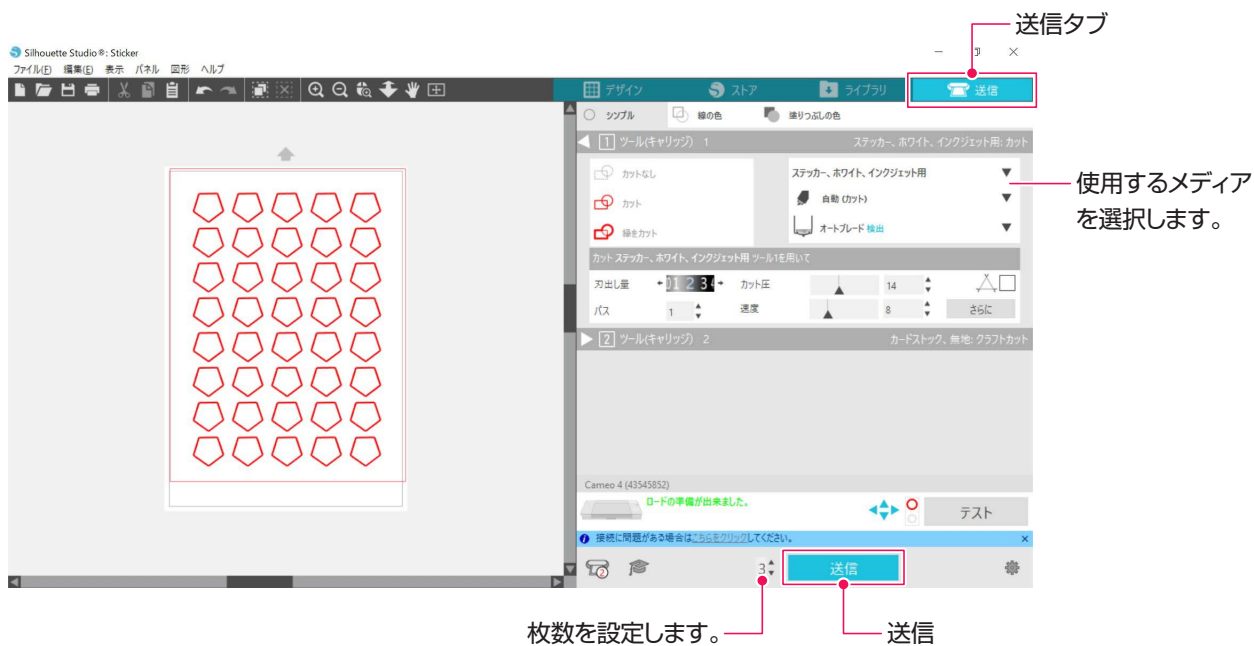 送信タブ
Silhouette Studio®: Sticker
ファイル(F) 編集(E) 表示 パネル 図形 ヘルプ
デザイン ストア ライブラリ 送信
シンプル 線の色 塗りつぶしの色
1 ツール(キャリッジ) 1 ステッカー、ホワイト、インクジェット用: カット
カットなし
カット
縁をカット
ステッカー、ホワイト、インクジェット用
自動 (カット)
オートブレード 検出
使用するメディア
を選択します。
カット ステッカー、ホワイト、インクジェット用 ツール1を用いて
刃出し量 01 2 3 カット圧 14
パス 1 速度 8 さらに
2 ツール(キャリッジ) 2 カードストック、無地: クラフトカット
Cameo 4 (43545852)
ロードの準備が出来ました。
テスト
接続に問題がある場合はこちらをクリックしてください。
2 3 送信
枚数を設定します。
送信